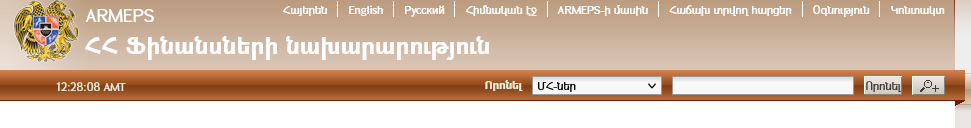 ARMEPS
Հայերեն English Русский Հիմնական էջ ARMEPS-ի մասին Հաճախ տրվող հարցեր Օգնություն Կոնտակտ
ՀՀ Ֆինանսների նախարարություն
12:28:08 AMT Որոնել ՄՀ-ներ Որոնել